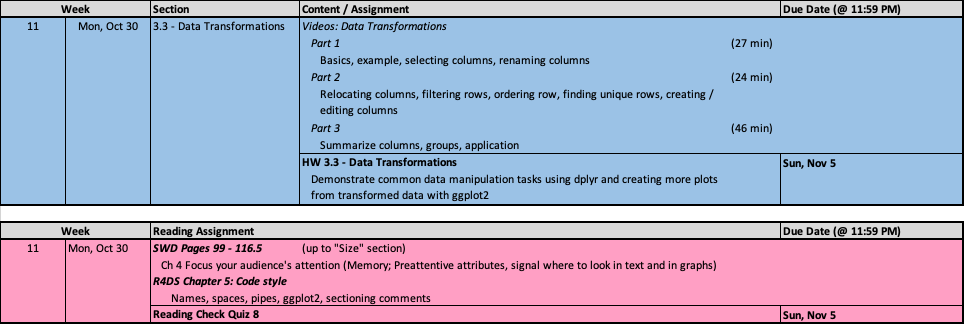 Week Section Content / Assignment Due Date (@ 11:59 PM)
11 Mon, Oct 30 3.3 - Data Transformations Videos: Data Transformations
Part 1 (27 min)
Basics, example, selecting columns, renaming columns
Part 2 (24 min)
Relocating columns, filtering rows, ordering row, finding unique rows, creating /
editing columns
Part 3 (46 min)
Summarize columns, groups, application
HW 3.3 - Data Transformations Sun, Nov 5
Demonstrate common data manipulation tasks using dplyr and creating more plots
from transformed data with ggplot2
Week Reading Assignment Due Date (@ 11:59 PM)
11 Mon, Oct 30 SWD Pages 99 - 116.5 (up to "Size" section)
Ch 4 Focus your audience's attention (Memory; Preattentive attributes, signal where to look in text and in graphs)
R4DS Chapter 5: Code style
Names, spaces, pipes, ggplot2, sectioning comments
Reading Check Quiz 8 Sun, Nov 5